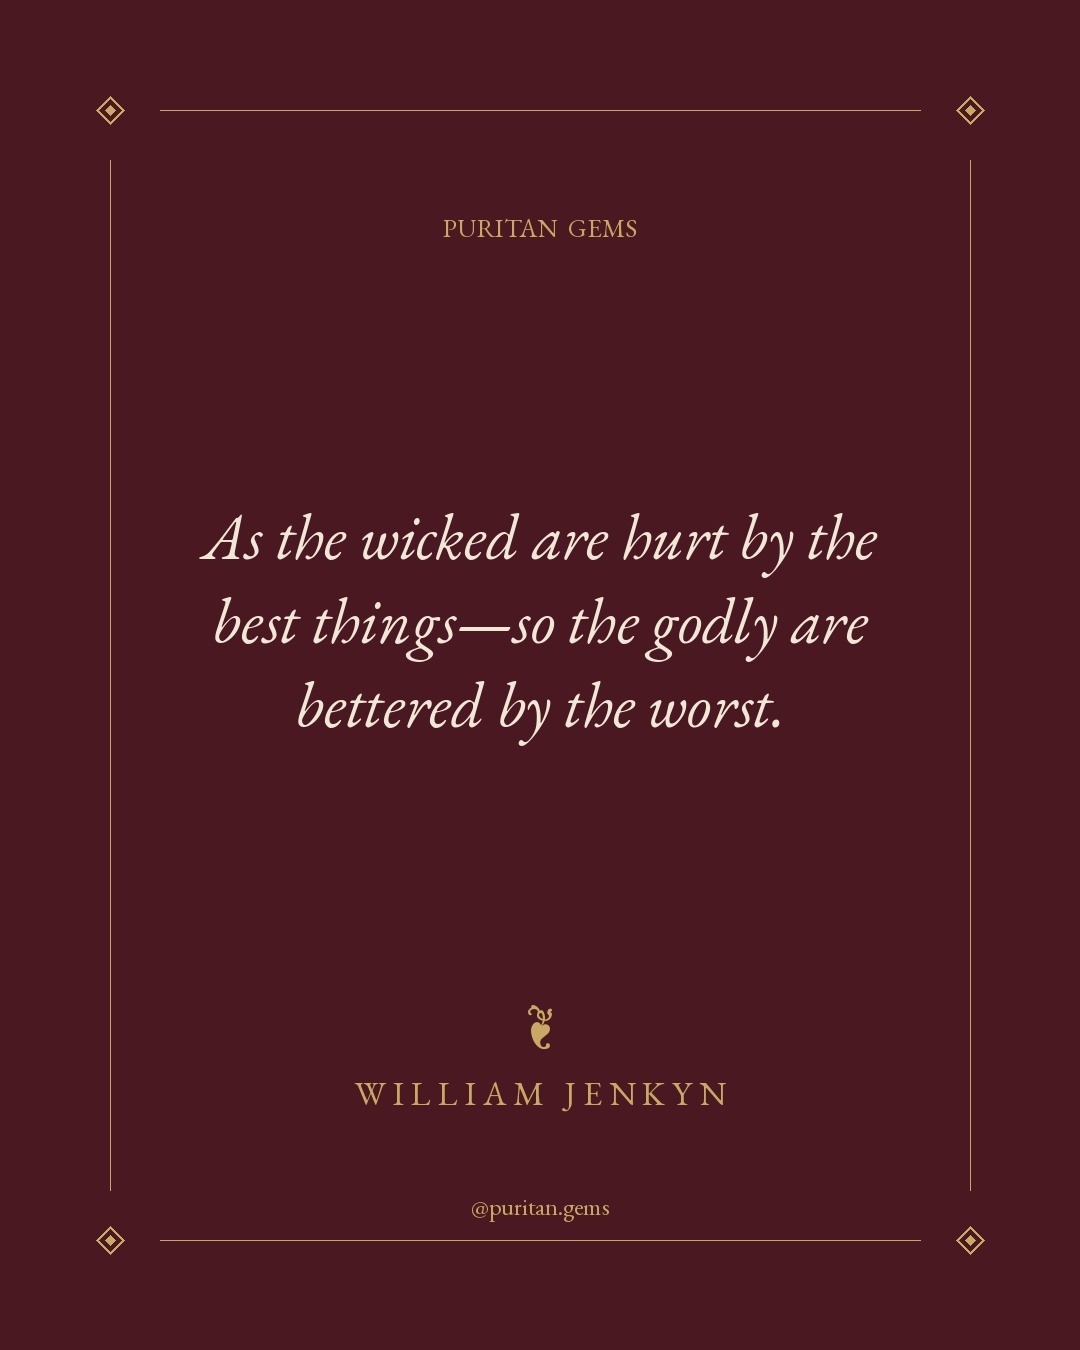 PURITAN GEMS
As the wicked are hurt by the
best things—so the godly are
bettered by the worst.
WILLIAM JENKYN
@puritan.gems